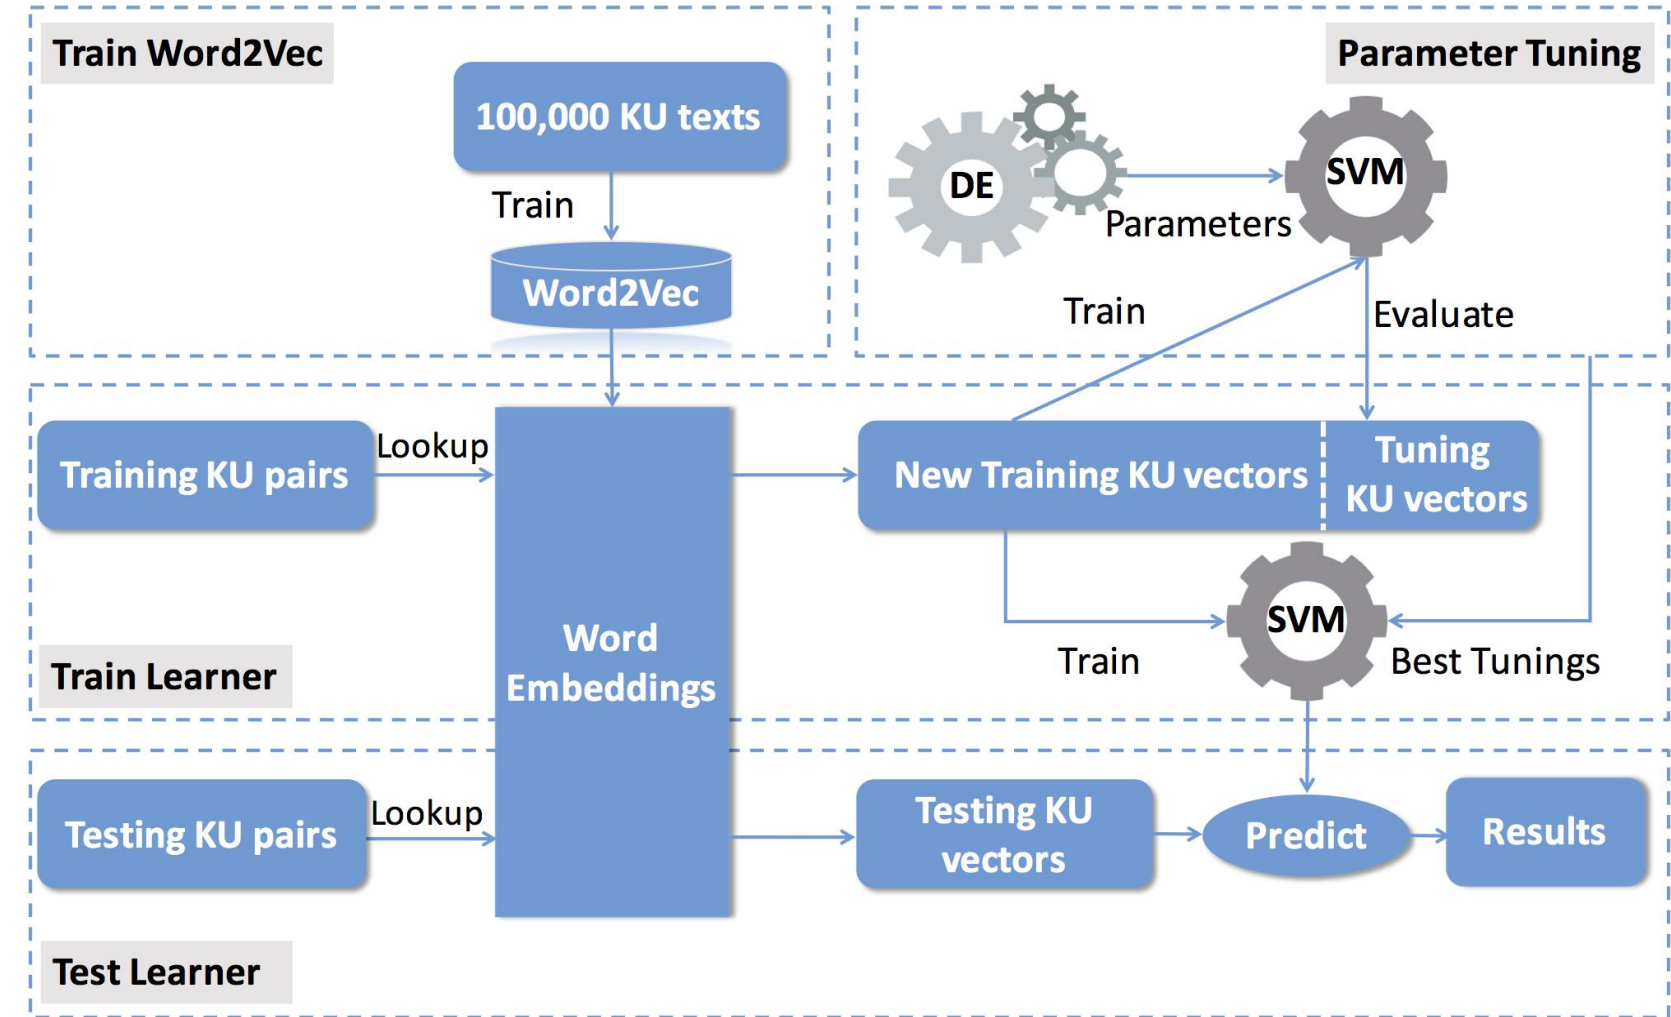 Train Word2Vec
100,000 KU texts
Train
Word2Vec
Parameter Tuning
DE
SVM
Parameters
Train
Evaluate
Training KU pairs
Lookup
New Training KU vectors
Tuning
KU vectors
Word
Embeddings
SVM
Train
Best Tunings
Train Learner
Testing KU pairs
Lookup
Testing KU
vectors
Predict
Results
Test Learner